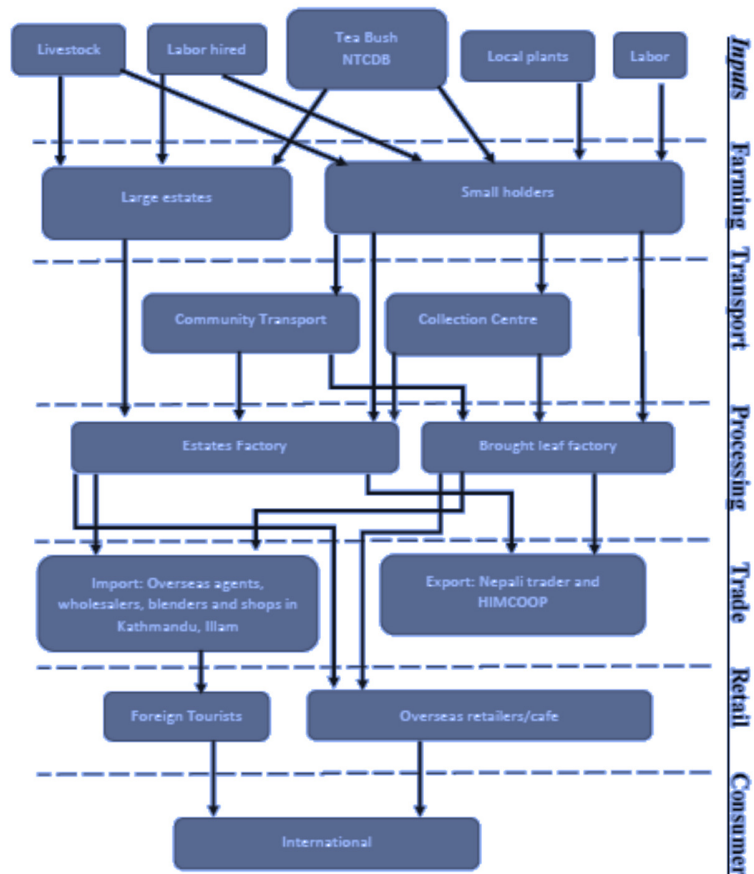 Livestock
Labor hired
Tea Bush
NTCDB
Local plants
Labor
Inputs
Large estates
Small holders
Farming
Community Transport
Collection Centre
Transport
Estates Factory
Brought leaf factory
Processing
Import: Overseas agents,
wholesalers, blenders and shops in
Kathmandu, Illam
Export: Nepali trader and
HIMCOOP
Trade
Foreign Tourists
Overseas retailers/cafe
Retail
International
Consumer